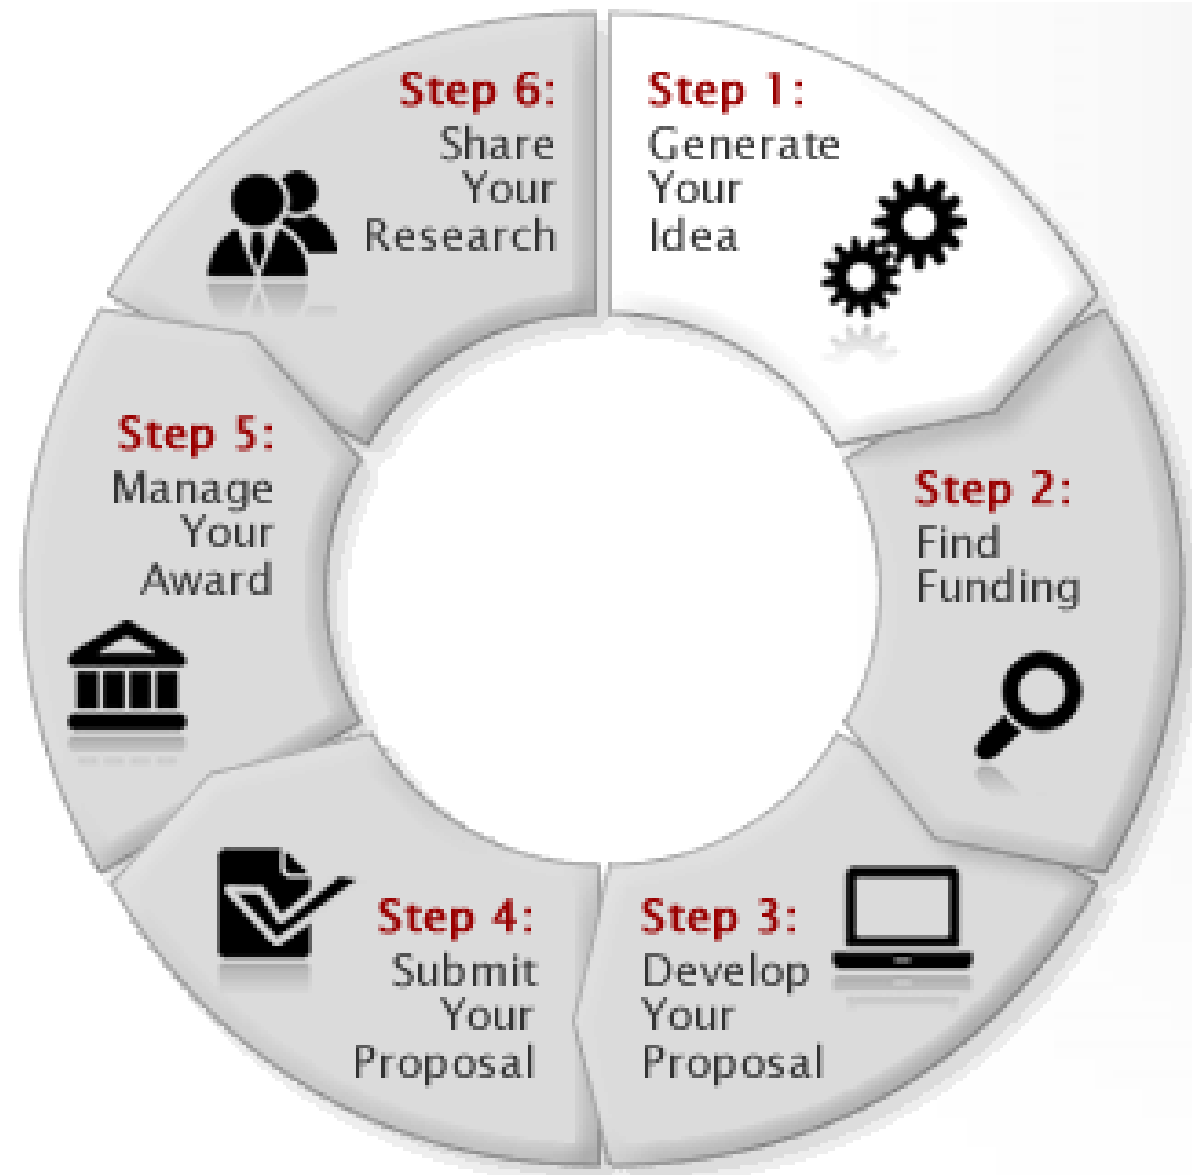 Step 1:
Generate
Your
Idea
Step 2:
Find
Funding
Step 3:
Develop
Your
Proposal
Step 4:
Submit
Your
Proposal
Step 5:
Manage
Your
Award
Step 6:
Share
Your
Research